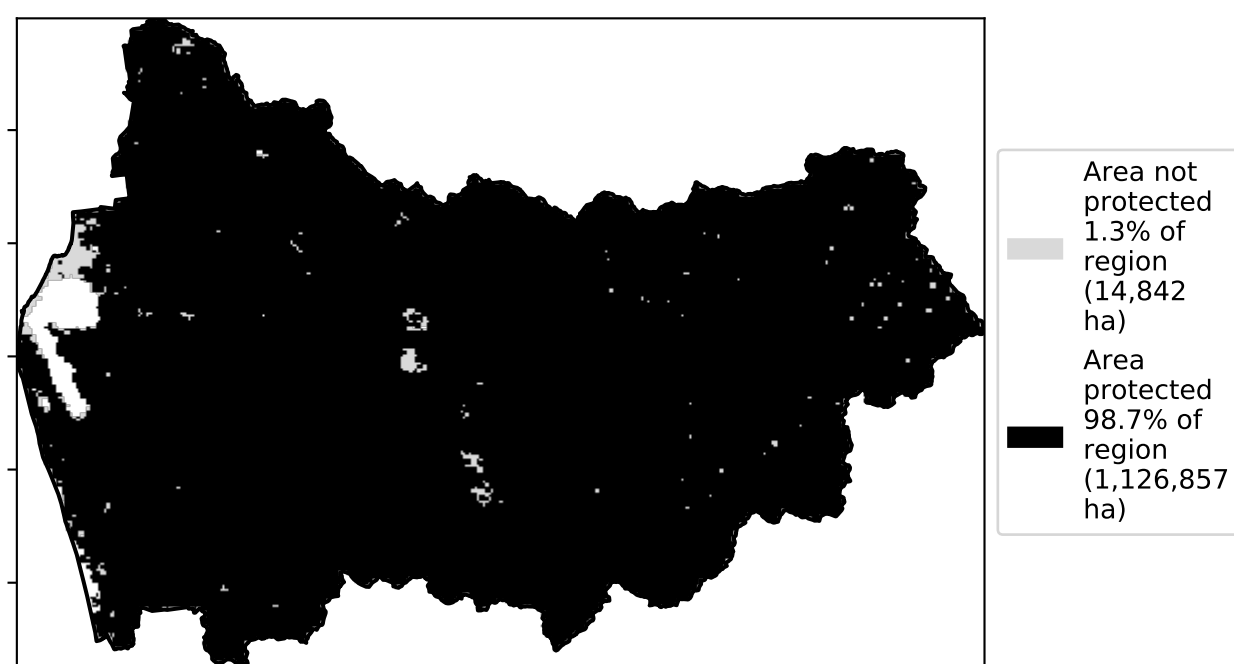 Area not
protected
1.3% of
region
(14,842
ha)
Area
protected
98.7% of
region
(1,126,857
ha)